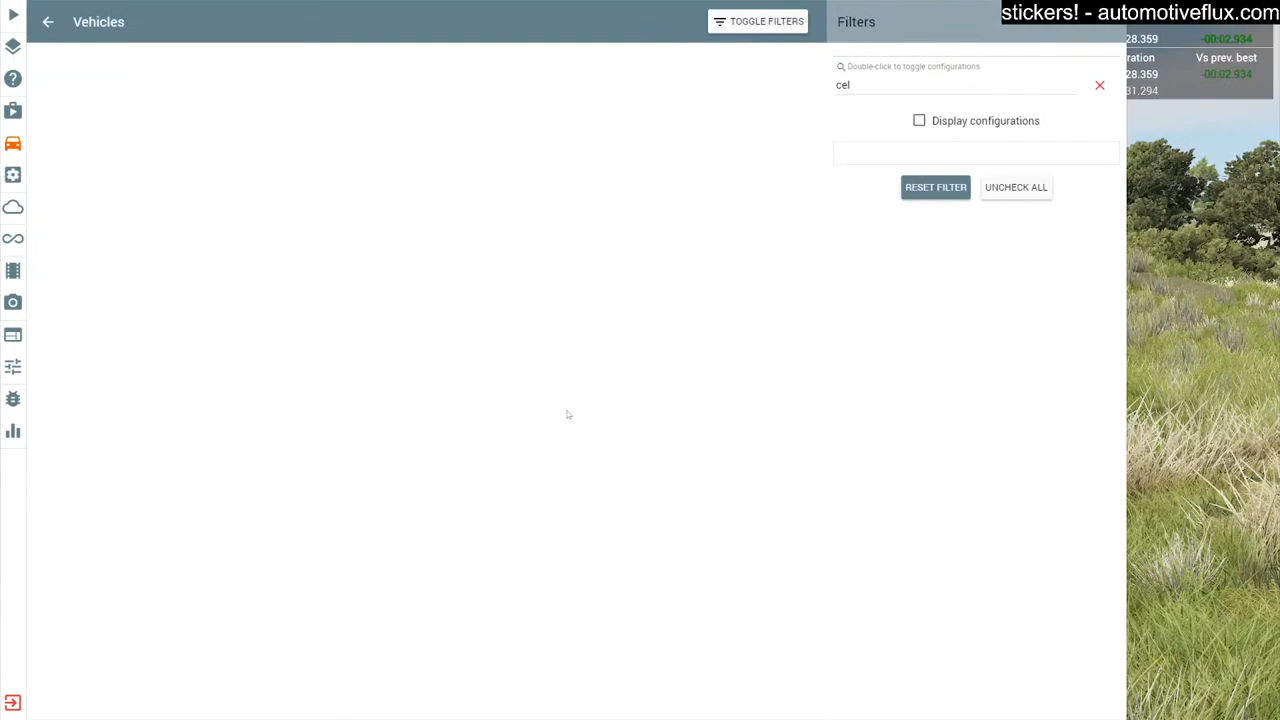 stickers! - automotiveflux.com
Vehicles
TOGGLE FILTERS
Filters
28.359 -00:02.934
ration Vs prev. best
28.359 -00:02.934
31.294
Double-click to toggle configurations
cel
Display configurations
RESET FILTER
UNCHECK ALL